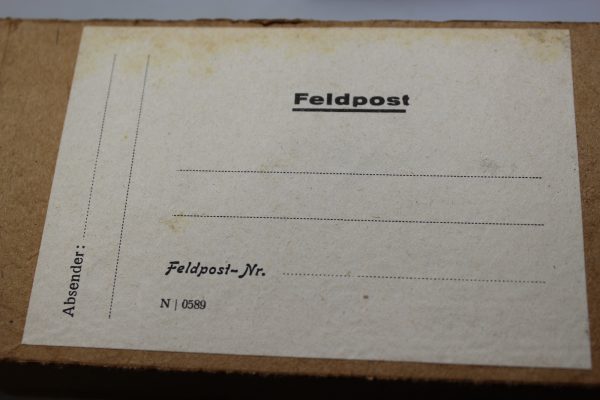 Feldpost
Feldpost-Nr.
N | 0589
Absender: